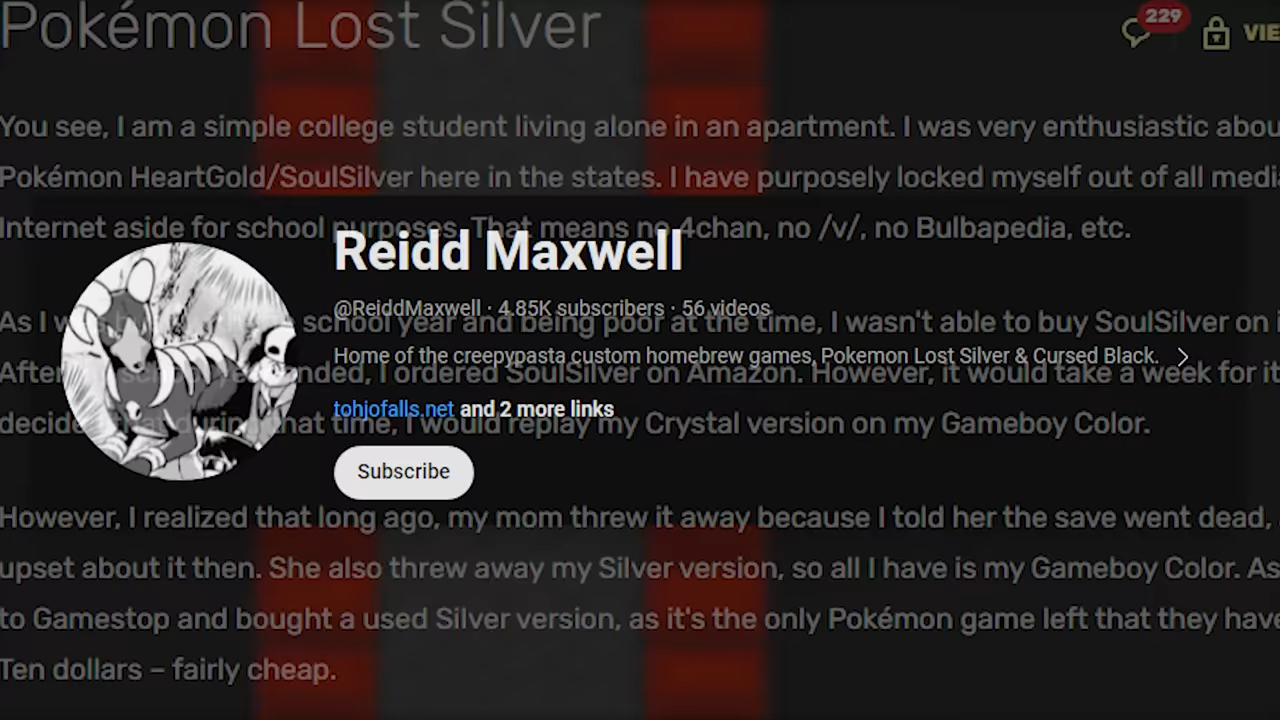 Pokémon Lost Silver
229
VIE
You see, I am a simple college student living alone in an apartment. I was very enthusiastic abou
Pokémon HeartGold/SoulSilver here in the states. I have purposely locked myself out of all medi
Internet aside for school purposes. That means no 4chan, no /v/, no Bulbapedia, etc.
Reidd Maxwell
@ReiddMaxwell · 4.85K subscribers · 56 videos
As I w school year and being poor at the time, I wasn't able to buy SoulSilver on i
Home of the creepypasta custom homebrew games, Pokemon Lost Silver & Cursed Black.
After nded, I ordered SoulSilver on Amazon. However, it would take a week for it
tohjofalls.net and 2 more links
decide that during that time, I would replay my Crystal version on my Gameboy Color.
Subscribe
However, I realized that long ago, my mom threw it away because I told her the save went dead,
upset about it then. She also threw away my Silver version, so all I have is my Gameboy Color. As
to Gamestop and bought a used Silver version, as it's the only Pokémon game left that they have
Ten dollars – fairly cheap.